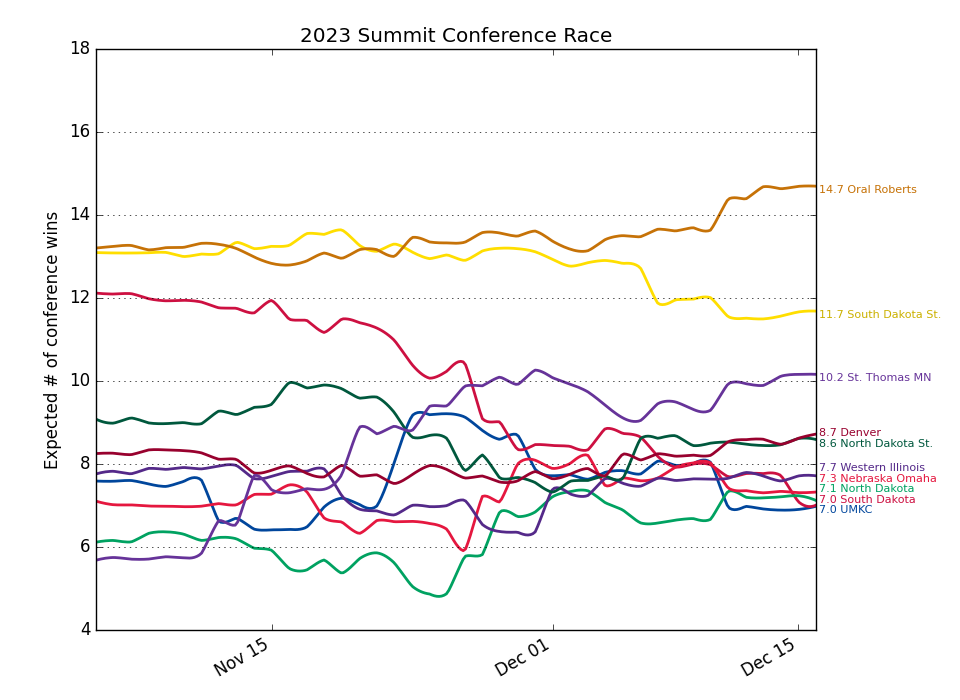 2023 Summit Conference Race
Expected # of conference wins
18
16
14
12
10
8
6
4
Nov 15
Dec 01
Dec 15
14.7 Oral Roberts
11.7 South Dakota St.
10.2 St. Thomas MN
8.7 Denver
8.6 North Dakota St.
7.7 Western Illinois
7.3 Nebraska Omaha
7.1 North Dakota
7.0 South Dakota
7.0 UMKC